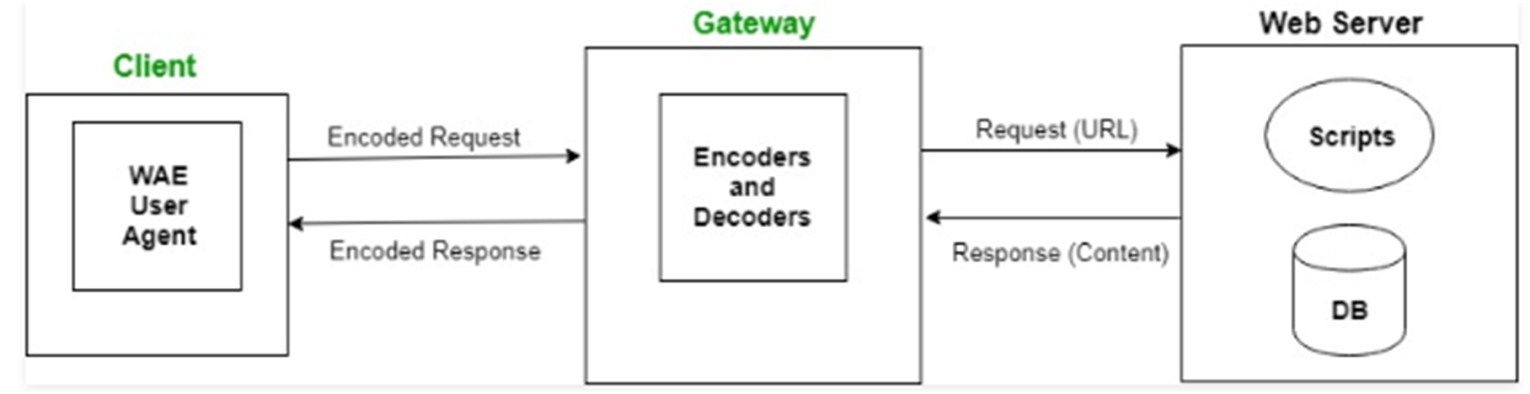 Client
Gateway
Web Server
WAE
User
Agent
Encoded Request
Encoded Response
Encoders
and
Decoders
Request (URL)
Response (Content)
Scripts
DB